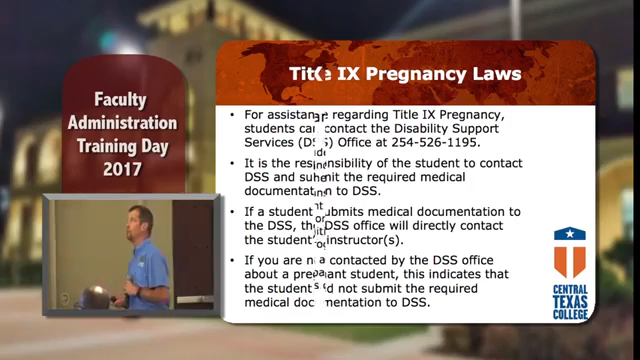 Faculty
Administration
Training Day
2017
Title IX Pregnancy Laws
• For assistance regarding Title IX Pregnancy,
students can contact the Disability Support
Services (DSS) Office at 254-526-1195.
• It is the responsibility of the student to contact
DSS and submit the required medical
documentation to DSS.
• If a student submits medical documentation to
the DSS, the DSS office will directly contact
the student's instructor(s).
• If you are not contacted by the DSS office
about a pregnant student, this indicates that
the student did not submit the required
medical documentation to DSS.
CENTRAL
TEXAS
COLLEGE